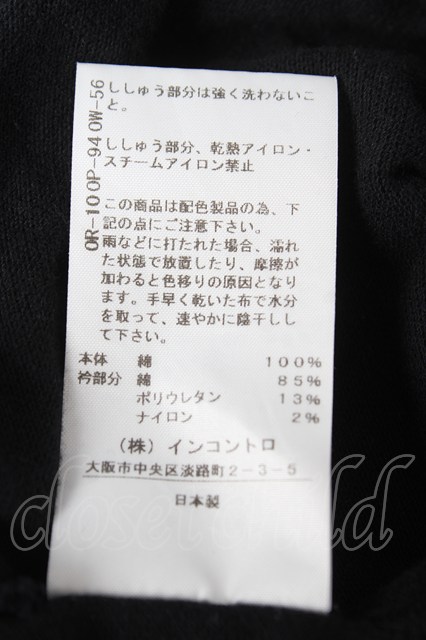 OR-100P-940W-56
ししゅう部分は強く洗わないこ
と。
ししゅう部分、乾熱アイロン・
スチームアイロン禁止
この商品は配色製品の為、下
記の点にご注意下さい。
雨などに打たれた場合、濡れ
た状態で放置したり、摩擦が
加わると色移りの原因となり
ます。手早く乾いた布で水分
を取って、速やかに陰干しし
て下さい。
本体 綿 100%
衿部分 綿 85%
ポリウレタン 13%
ナイロン 2%
(株) インコントロ
大阪市中央区淡路町2-3-5
日本製
closet child